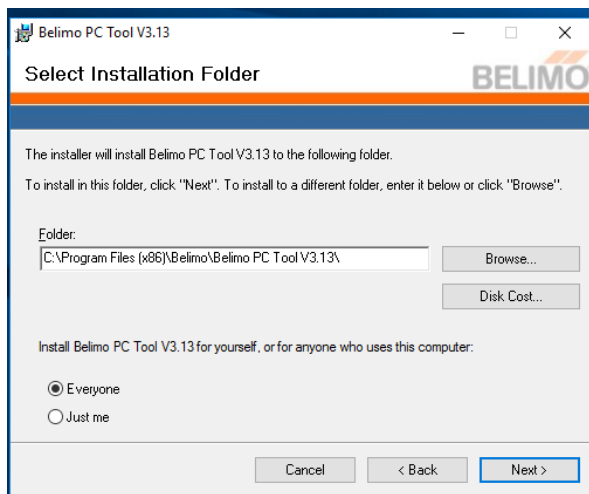 Belimo PC Tool V3.13
Select Installation Folder
BELIMO
The installer will install Belimo PC Tool V3.13 to the following folder.
To install in this folder, click "Next". To install to a different folder, enter it below or click "Browse".
Folder:
C:\Program Files (x86)\Belimo\Belimo PC Tool V3.13\
Browse...
Disk Cost...
Install Belimo PC Tool V3.13 for yourself, or for anyone who uses this computer:
Everyone
Just me
Cancel
< Back
Next >